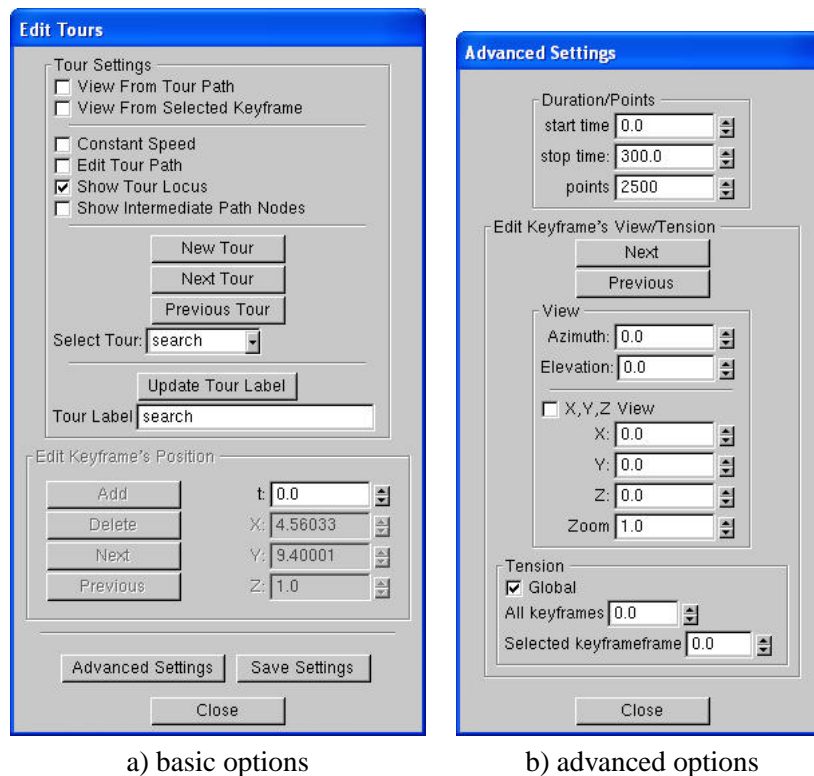 Edit Tours
Tour Settings
View From Tour Path
View From Selected Keyframe
Constant Speed
Edit Tour Path
Show Tour Locus
Show Intermediate Path Nodes
New Tour
Next Tour
Previous Tour
Select Tour: search
Update Tour Label
Tour Label search
Edit Keyframe's Position
Add t: 0.0
Delete X: 4.56033
Next Y: 9.40001
Previous Z: 1.0
Advanced Settings Save Settings
Close
a) basic options
Advanced Settings
Duration/Points
start time 0.0
stop time: 300.0
points 2500
Edit Keyframe's View/Tension
Next
Previous
View
Azimuth: 0.0
Elevation: 0.0
X,Y,Z View
X: 0.0
Y: 0.0
Z: 0.0
Zoom 1.0
Tension
Global
All keyframes 0.0
Selected keyframeframe 0.0
Close
b) advanced options